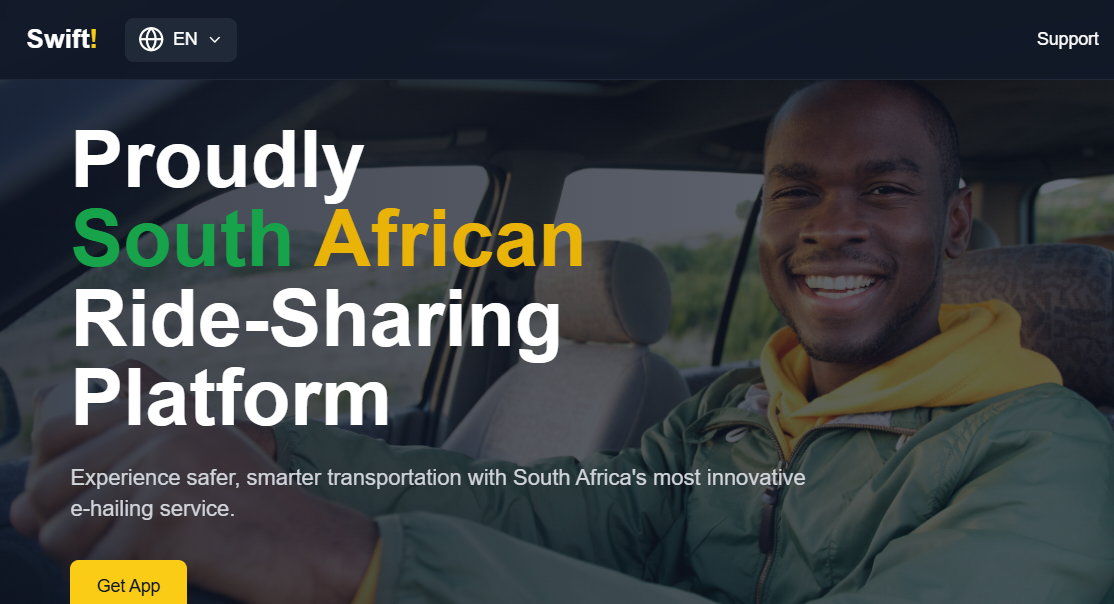 Swift!
EN
Support
Proudly
South African
Ride-Sharing
Platform
Experience safer, smarter transportation with South Africa's most innovative
e-hailing service.
Get App